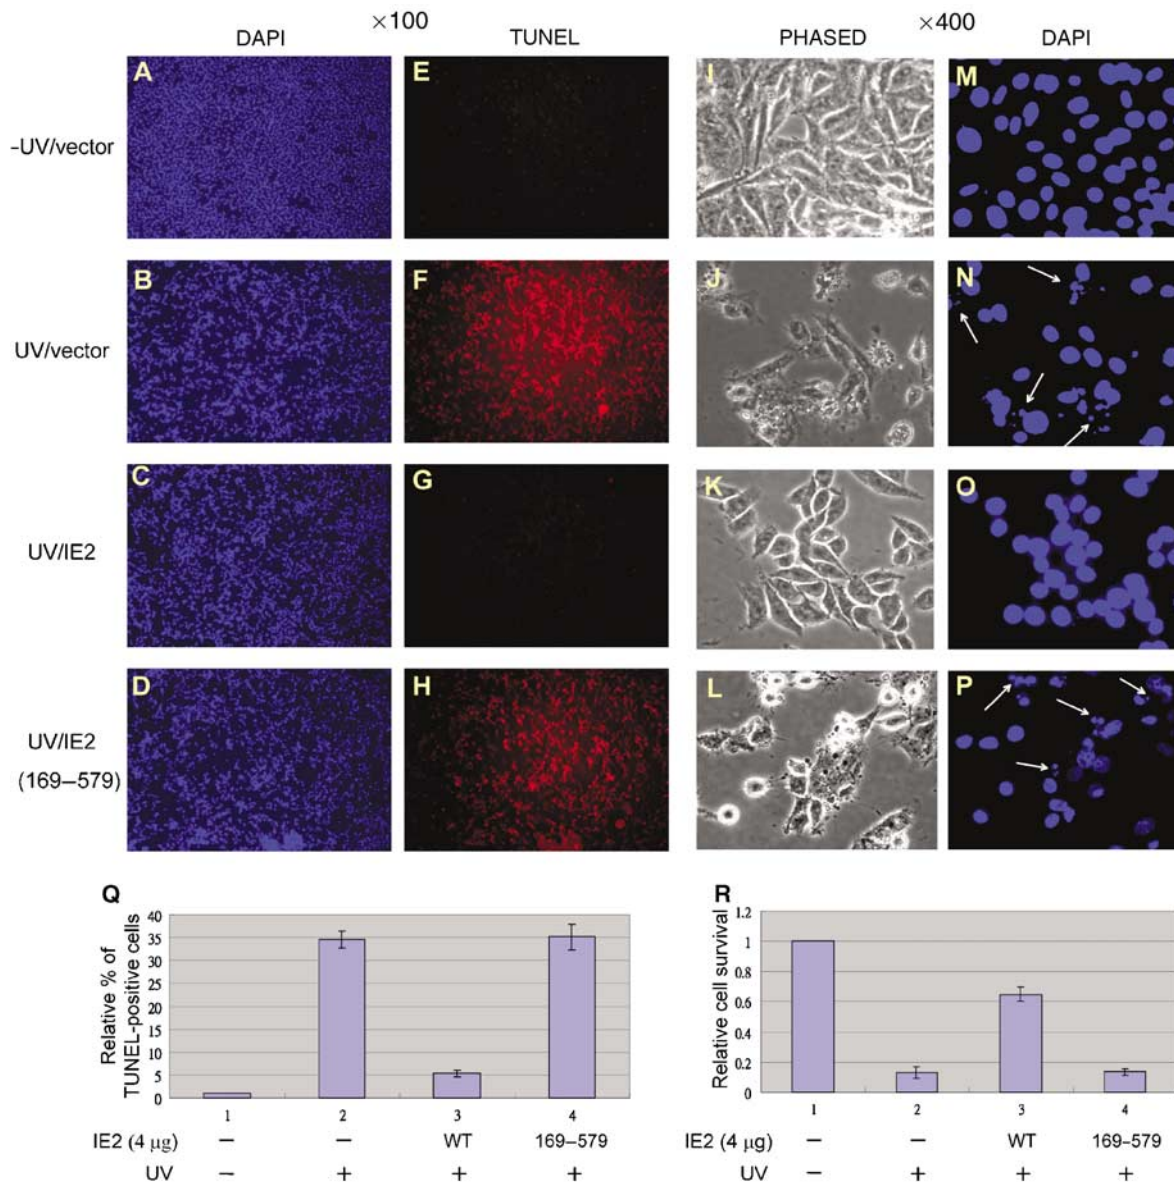 ×100 ×400
DAPI TUNEL PHASED DAPI
A E I M
-UV/vector
B F J N
UV/vector
C G K O
UV/IE2
D H L P
UV/IE2
(169–579)
Q
Relative % of
TUNEL-positive cells
40
35
30
25
20
15
10
5
0
1 2 3 4
IE2 (4 µg) – – WT 169–579
UV – + + +
R
Relative cell survival
1.2
1
0.8
0.6
0.4
0.2
0
1 2 3 4
IE2 (4 µg) – – WT 169–579
UV – + + +